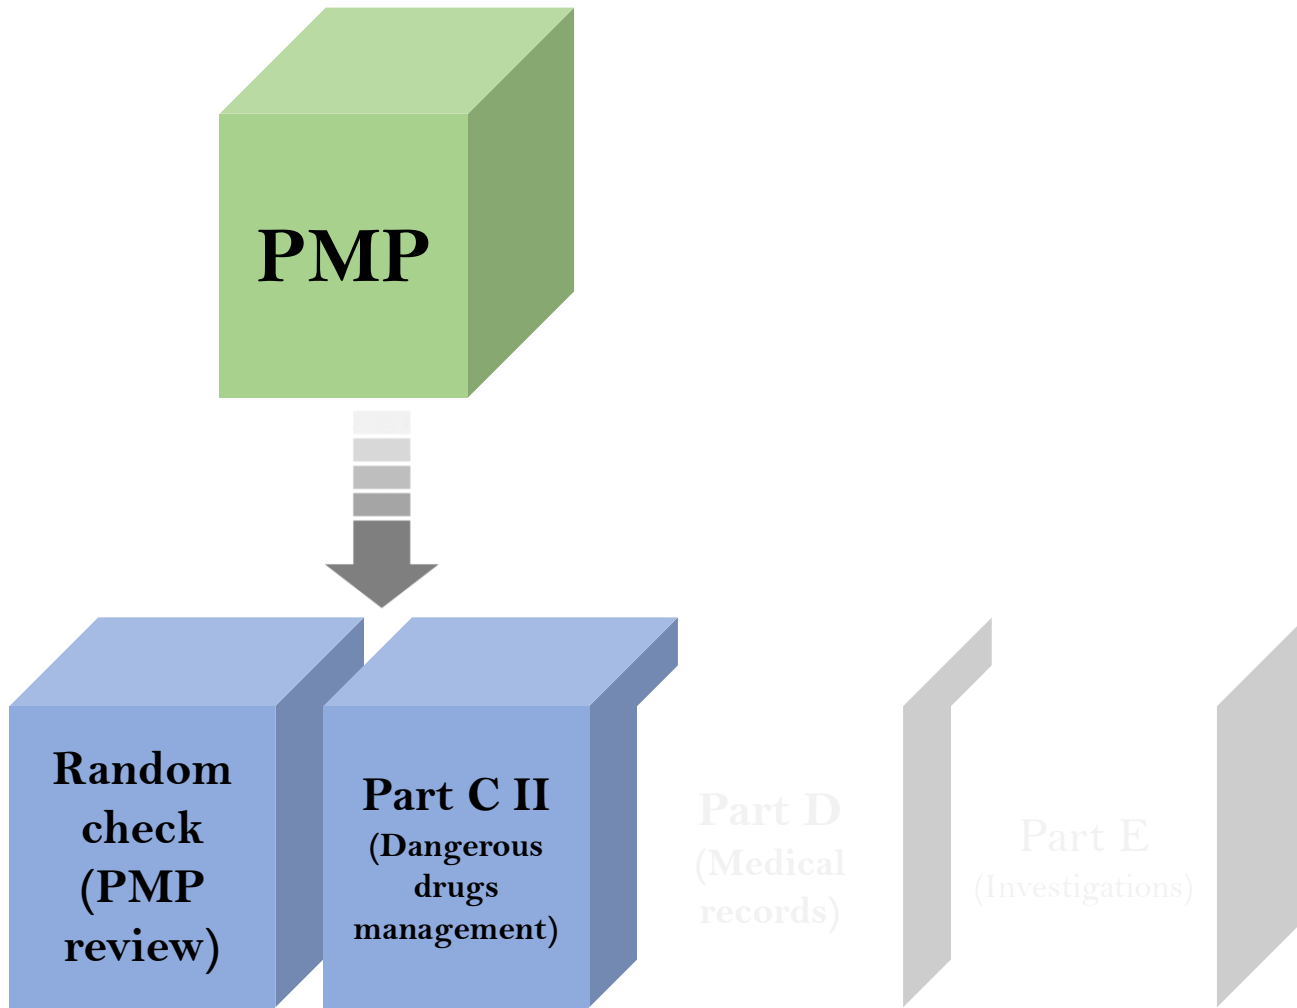 PMP
Random
check
(PMP
review)
Part C II
(Dangerous
drugs
management)
Part D
(Medical
records)
Part E
(Investigations)